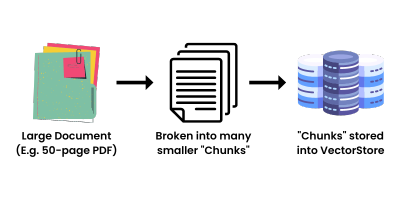 Large Document
(E.g. 50-page PDF)
Broken into many
smaller "Chunks"
"Chunks" stored
into VectorStore